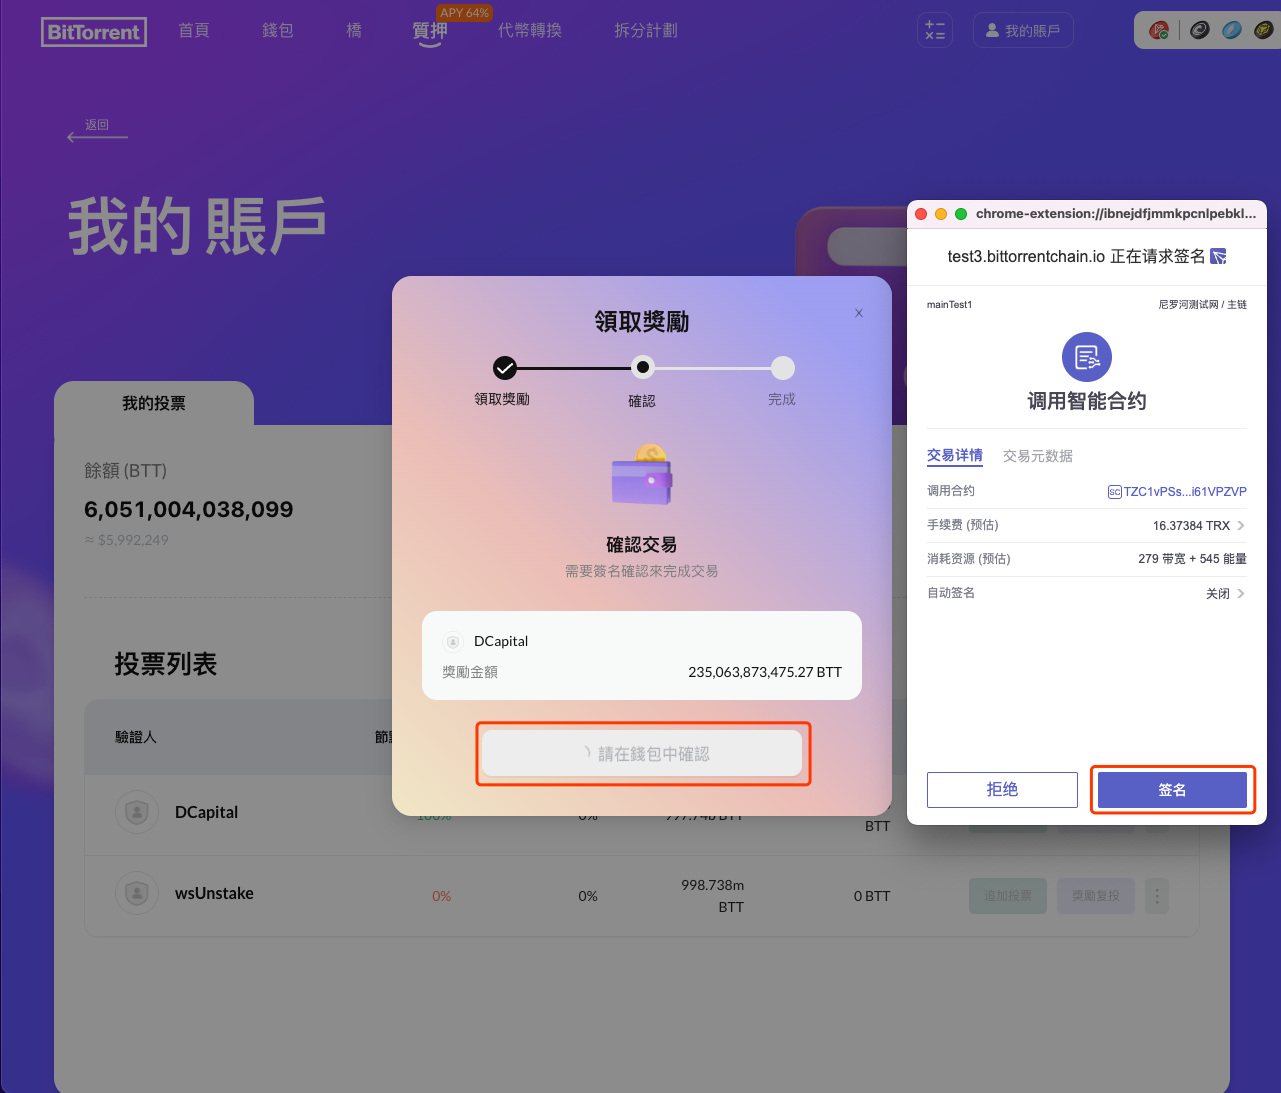 BitTorrent
首頁
錢包
橋
質押
APY 64%
代幣轉換
拆分計劃
我的賬戶
返回
我的 賬戶
我的投票
餘額 (BTT)
6,051,004,038,099
≈ $5,992,249
投票列表
驗證人
DCapital
BTT
wsUnstake
0%
0%
998.738m
BTT
0 BTT
追加投票
獎勵復投
領取獎勵
x
領取獎勵
確認
完成
確認交易
需要簽名確認來完成交易
DCapital
獎勵金額
235,063,873,475.27 BTT
請在錢包中確認
chrome-extension://ibnejdfjmmkpcnlpebkl...
test3.bittorrentchain.io 正在请求签名
mainTest1
尼罗河测试网 / 主链
调用智能合约
交易详情
交易元数据
调用合约
SC TZC1vPSs...i61VPZVP
手续费 (预估)
16.37384 TRX
消耗资源 (预估)
279 带宽 + 545 能量
自动签名
关闭
拒绝
签名